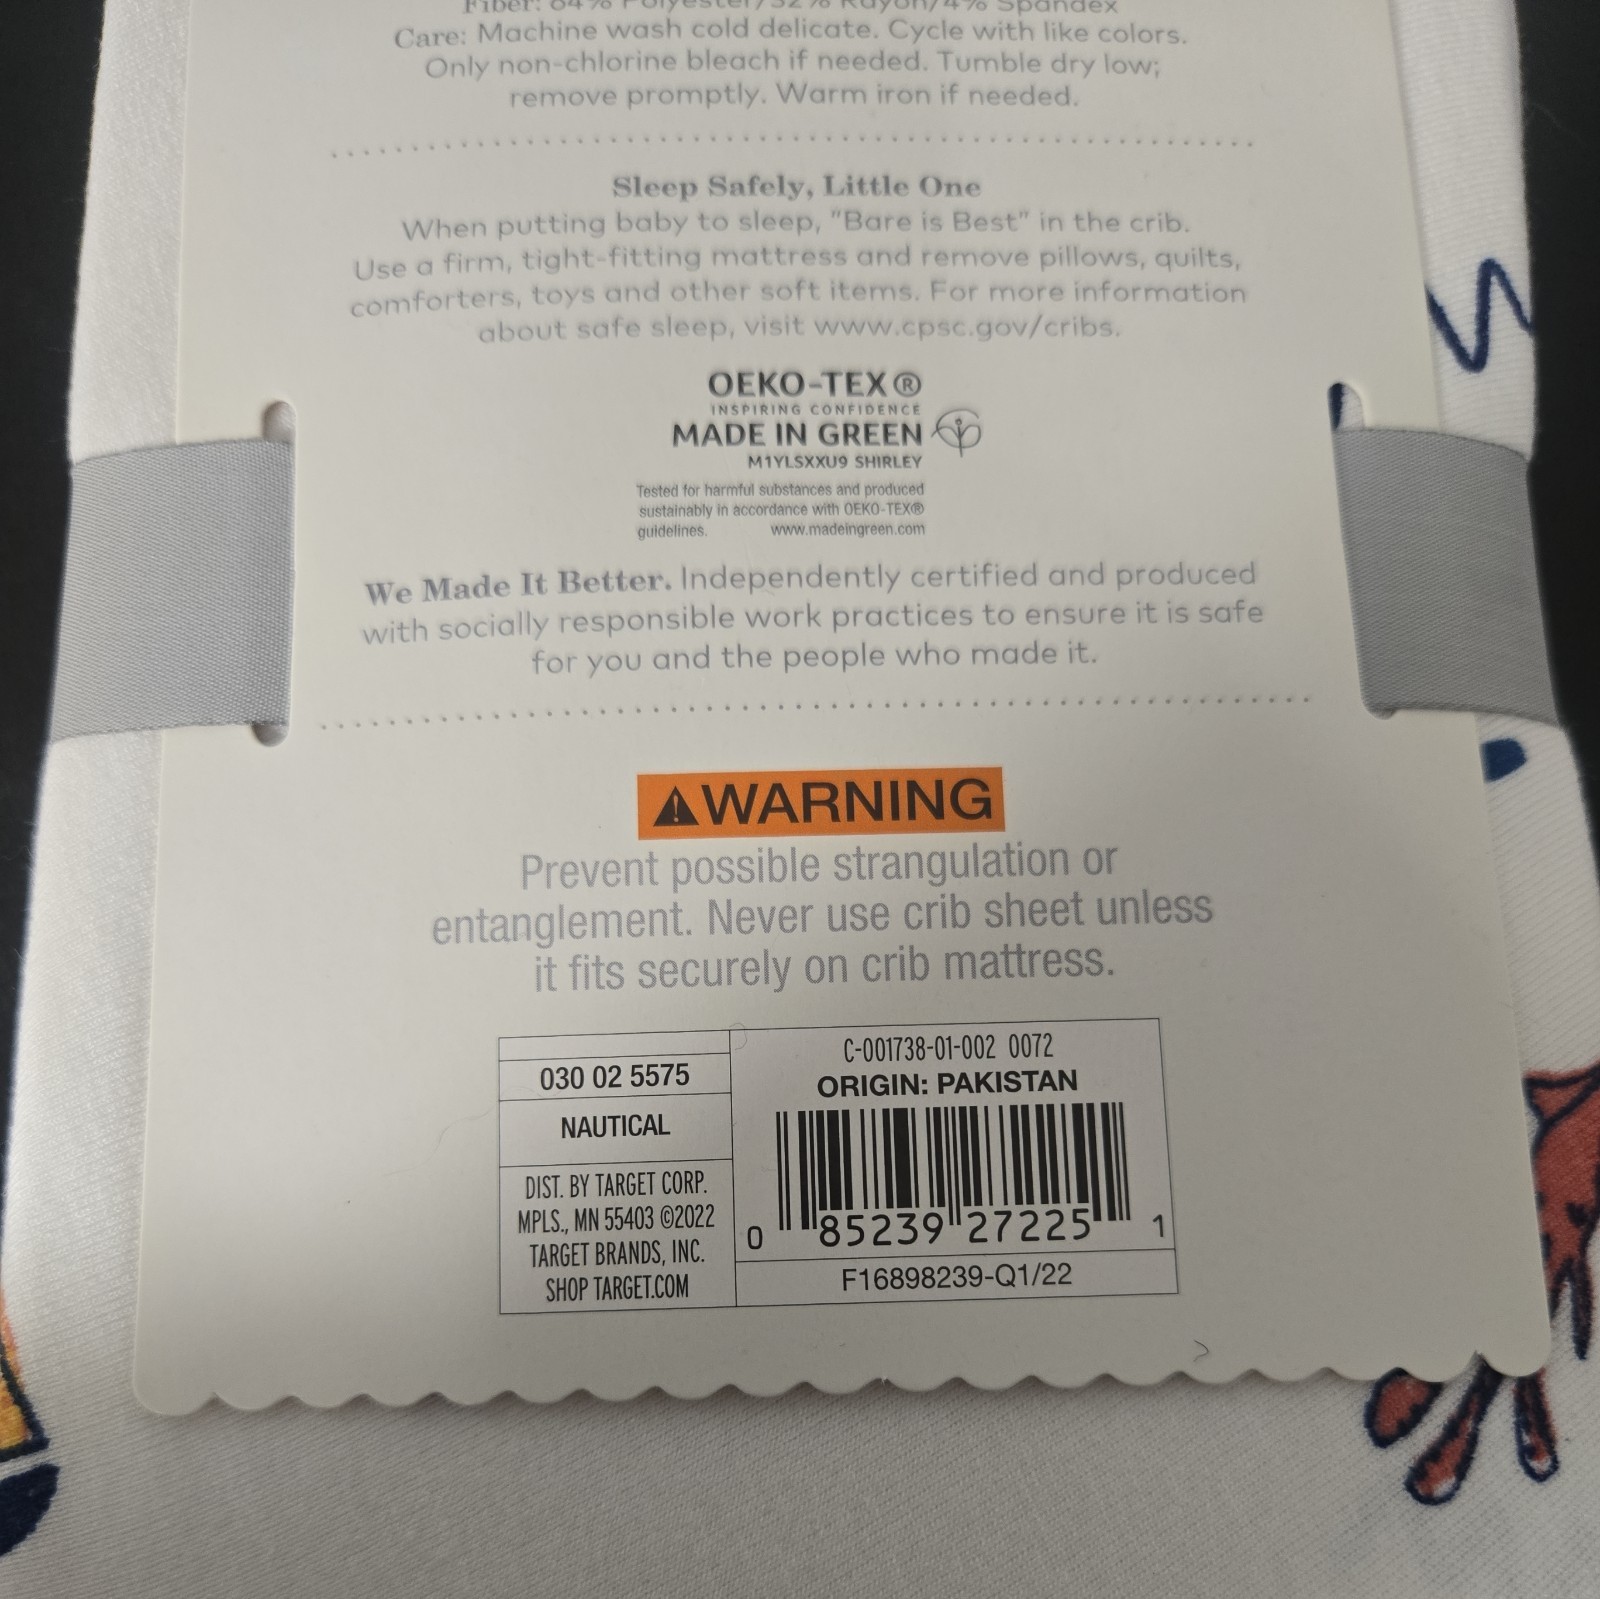 Fiber: 64% Polyester/32% Rayon/4% Spandex
Care: Machine wash cold delicate. Cycle with like colors.
Only non-chlorine bleach if needed. Tumble dry low;
remove promptly. Warm iron if needed.
Sleep Safely, Little One
When putting baby to sleep, "Bare is Best" in the crib.
Use a firm, tight-fitting mattress and remove pillows, quilts,
comforters, toys and other soft items. For more information
about safe sleep, visit www.cpsc.gov/cribs.
OEKO-TEX®
INSPIRING CONFIDENCE
MADE IN GREEN
M1YLSXXU9 SHIRLEY
Tested for harmful substances and produced
sustainably in accordance with OEKO-TEX®
guidelines. www.madeingreen.com
We Made It Better. Independently certified and produced
with socially responsible work practices to ensure it is safe
for you and the people who made it.
WARNING
Prevent possible strangulation or
entanglement. Never use crib sheet unless
it fits securely on crib mattress.
030 02 5575
NAUTICAL
DIST. BY TARGET CORP.
MPLS., MN 55403 ©2022
TARGET BRANDS, INC.
SHOP TARGET.COM
C-001738-01-002 0072
ORIGIN: PAKISTAN
0 85239 27225 1
F16898239-Q1/22